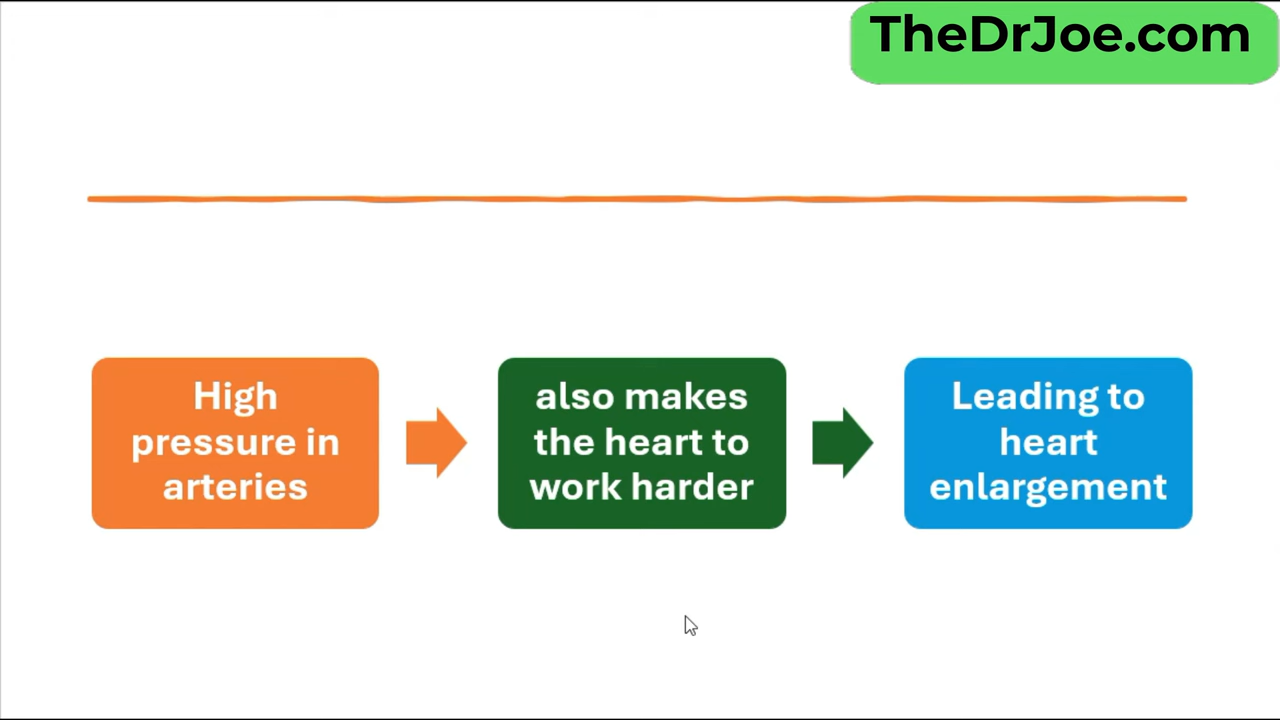 TheDrJoe.com
High
pressure in
arteries
also makes
the heart to
work harder
Leading to
heart
enlargement